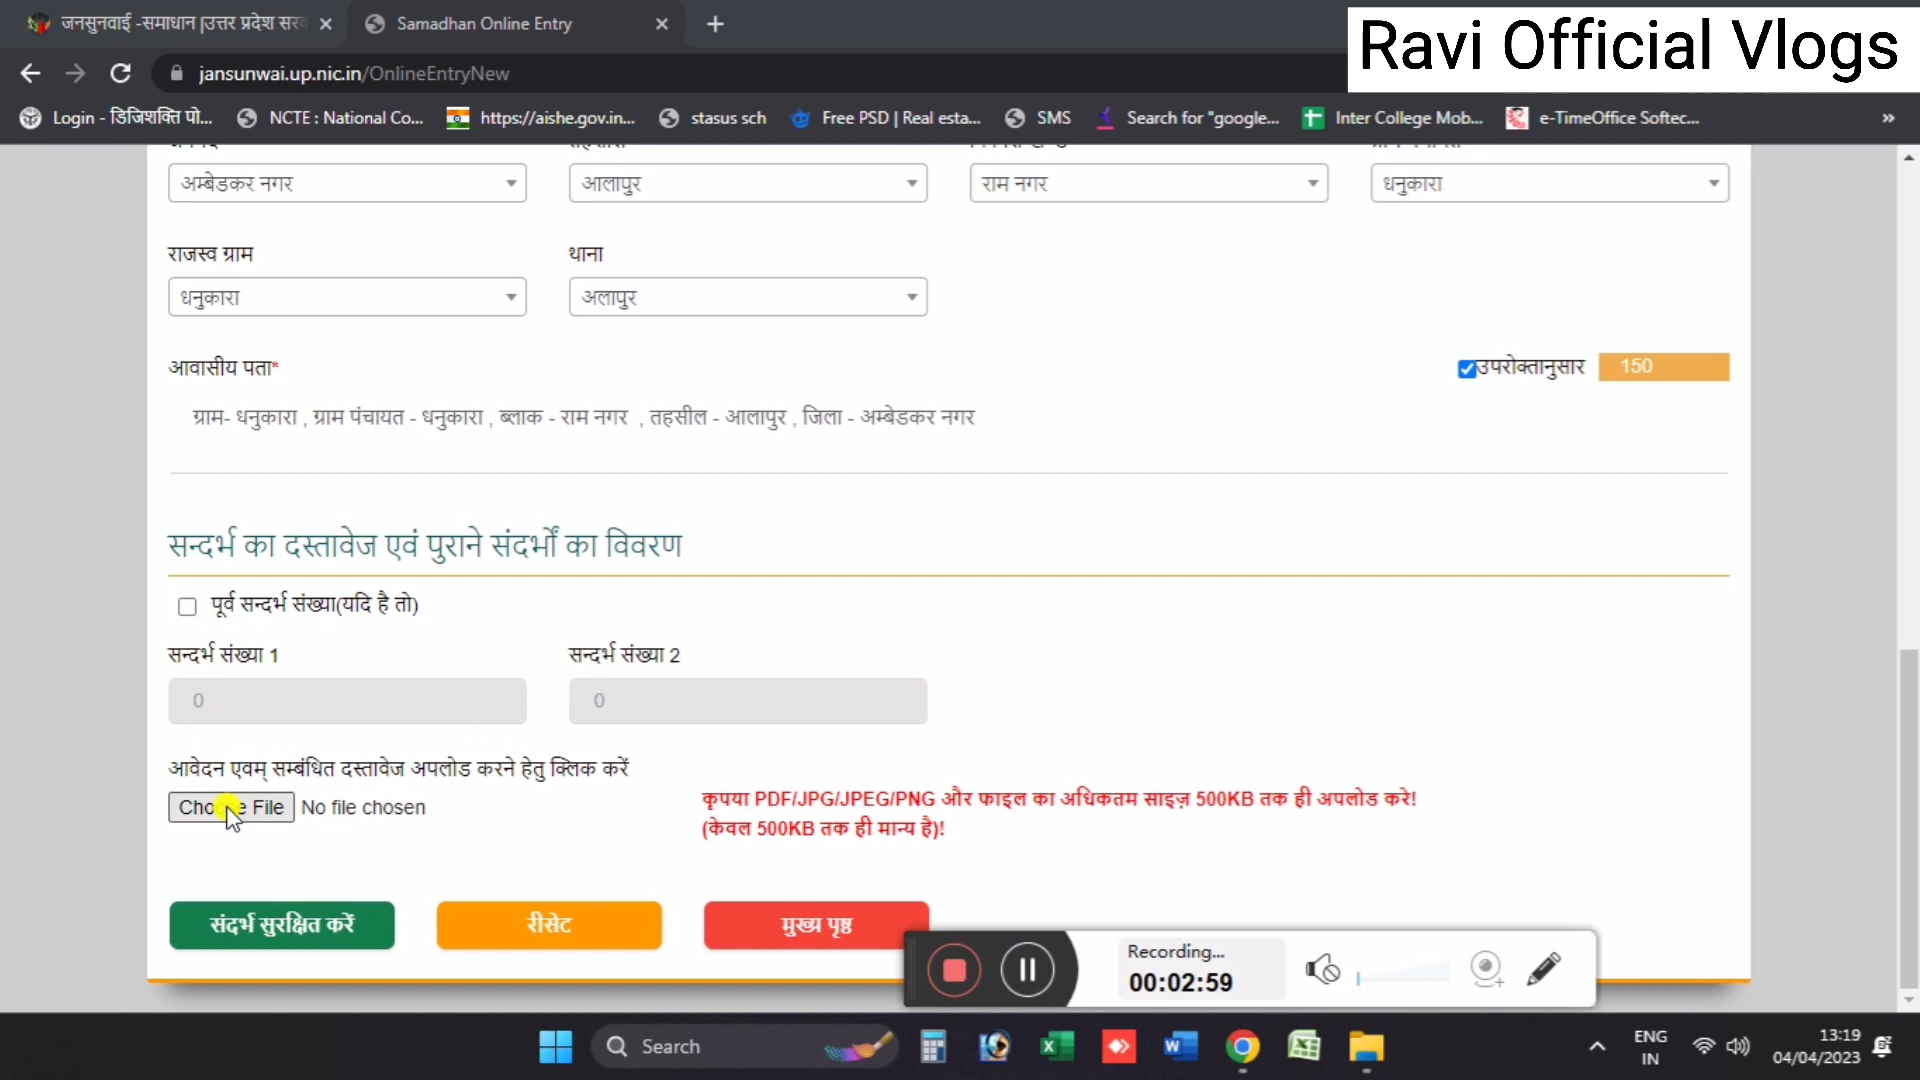 जनसुनवाई -समाधान |उत्तर प्रदेश सरव
Samadhan Online Entry
Ravi Official Vlogs
jansunwai.up.nic.in/OnlineEntryNew
Login - डिजिशक्ति पो... NCTE : National Co... https://aishe.gov.in... stasus sch Free PSD | Real esta... SMS Search for "google... Inter College Mob... e-TimeOffice Softec... »
अम्बेडकर नगर आलापुर राम नगर धनुकारा
राजस्व ग्राम थाना
धनुकारा अलापुर
आवासीय पता* उपरोक्तानुसार 150
ग्राम- धनुकारा , ग्राम पंचायत - धनुकारा , ब्लाक - राम नगर , तहसील - आलापुर , जिला - अम्बेडकर नगर
सन्दर्भ का दस्तावेज एवं पुराने संदर्भों का विवरण
पूर्व सन्दर्भ संख्या(यदि है तो)
सन्दर्भ संख्या 1 सन्दर्भ संख्या 2
0 0
आवेदन एवम् सम्बंधित दस्तावेज अपलोड करने हेतु क्लिक करें
Choose File No file chosen
कृपया PDF/JPG/JPEG/PNG और फाइल का अधिकतम साइज़ 500KB तक ही अपलोड करे!
(केवल 500KB तक ही मान्य है)!
संदर्भ सुरक्षित करें रीसेट मुख्य पृष्ठ
Recording...
00:02:59
Search
ENG
IN
13:19
04/04/2023